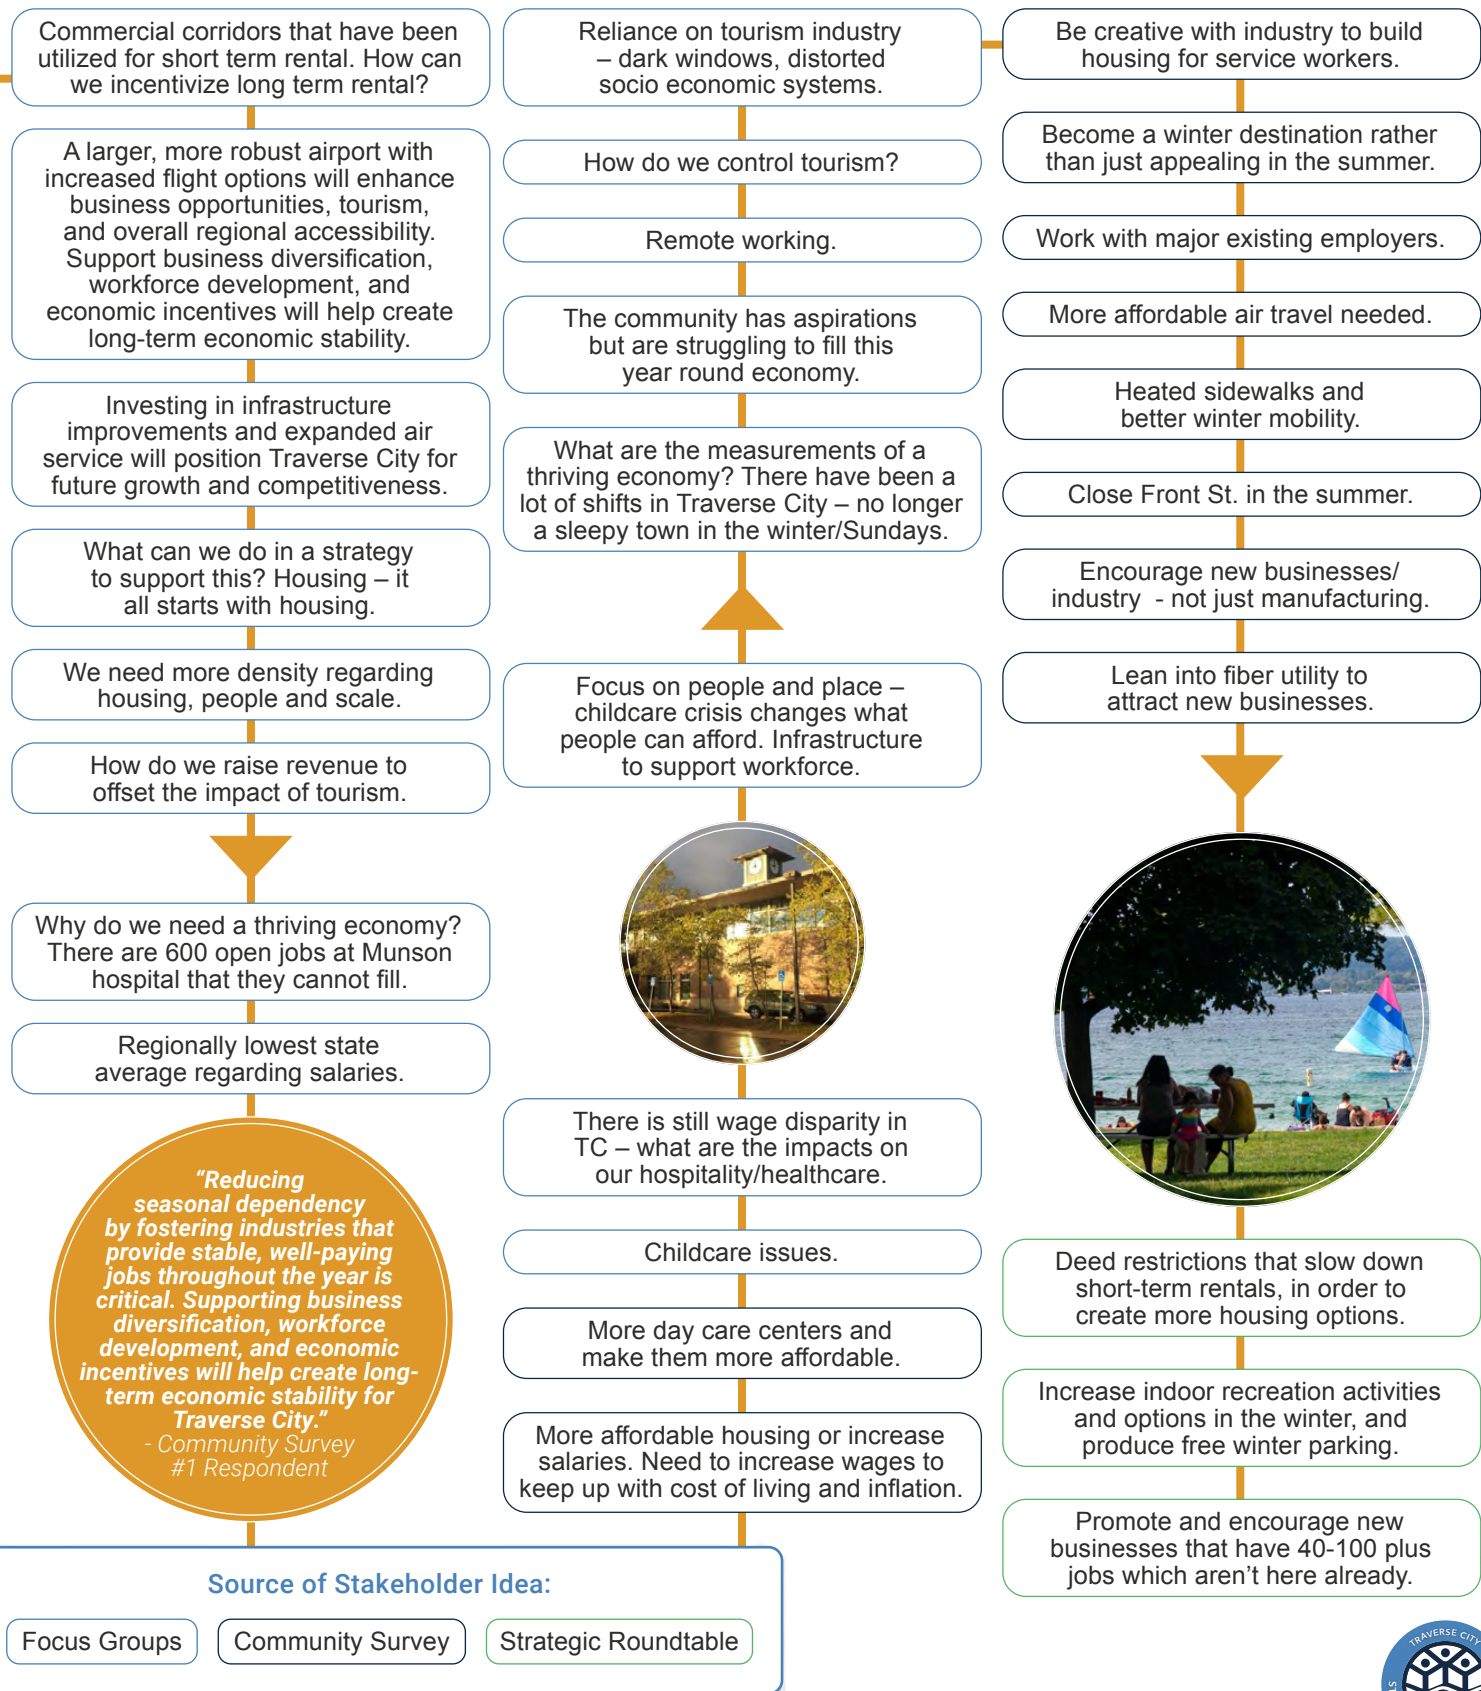 Commercial corridors that have been
utilized for short term rental. How can
we incentivize long term rental?
A larger, more robust airport with
increased flight options will enhance
business opportunities, tourism,
and overall regional accessibility.
Support business diversification,
workforce development, and
economic incentives will help create
long-term economic stability.
Investing in infrastructure
improvements and expanded air
service will position Traverse City for
future growth and competitiveness.
What can we do in a strategy
to support this? Housing – it
all starts with housing.
We need more density regarding
housing, people and scale.
How do we raise revenue to
offset the impact of tourism.
Why do we need a thriving economy?
There are 600 open jobs at Munson
hospital that they cannot fill.
Regionally lowest state
average regarding salaries.
"Reducing
seasonal dependency
by fostering industries that
provide stable, well-paying
jobs throughout the year is
critical. Supporting business
diversification, workforce
development, and economic
incentives will help create long-
term economic stability for
Traverse City."
- Community Survey
#1 Respondent
Reliance on tourism industry
– dark windows, distorted
socio economic systems.
How do we control tourism?
Remote working.
The community has aspirations
but are struggling to fill this
year round economy.
What are the measurements of a
thriving economy? There have been a
lot of shifts in Traverse City – no longer
a sleepy town in the winter/Sundays.
Focus on people and place –
childcare crisis changes what
people can afford. Infrastructure
to support workforce.
There is still wage disparity in
TC – what are the impacts on
our hospitality/healthcare.
Childcare issues.
More day care centers and
make them more affordable.
More affordable housing or increase
salaries. Need to increase wages to
keep up with cost of living and inflation.
Be creative with industry to build
housing for service workers.
Become a winter destination rather
than just appealing in the summer.
Work with major existing employers.
More affordable air travel needed.
Heated sidewalks and
better winter mobility.
Close Front St. in the summer.
Encourage new businesses/
industry - not just manufacturing.
Lean into fiber utility to
attract new businesses.
Deed restrictions that slow down
short-term rentals, in order to
create more housing options.
Increase indoor recreation activities
and options in the winter, and
produce free winter parking.
Promote and encourage new
businesses that have 40-100 plus
jobs which aren't here already.
Source of Stakeholder Idea:
Focus Groups
Community Survey
Strategic Roundtable
TRAVERSE CITY